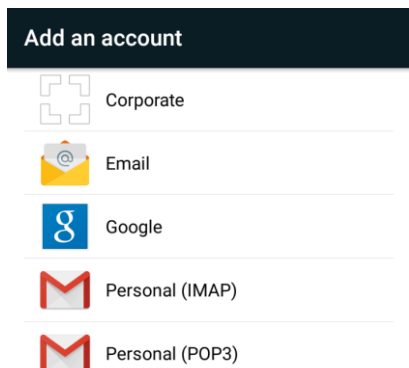 Add an account
Corporate
@
Email
g
Google
Personal (IMAP)
Personal (POP3)